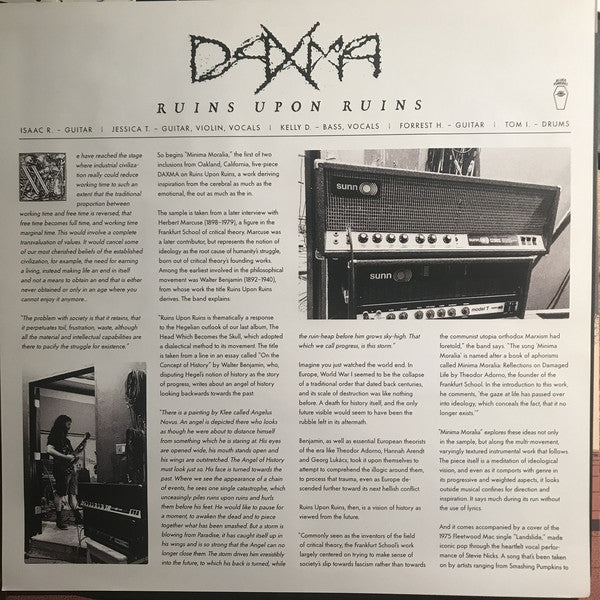 DAXMA
RUINS UPON RUINS
ISAAC R. – GUITAR | JESSICA T. – GUITAR, VIOLIN, VOCALS | KELLY D. – BASS, VOCALS | FORREST H. – GUITAR | TOM I. – DRUMS
We have reached the stage
where industrial civiliza-
tion really could reduce
working time to such an
extent that the traditional
proportion between
working time and free time is reversed, that
free time becomes full time, and working time
marginal time. This would involve a complete
transvaluation of values. It would cancel some
of our most cherished beliefs of the established
civilization, for example, the need for earning
a living, instead making life an end in itself
and not a means to obtain an end that is either
never obtained or only in an age where you
cannot enjoy it anymore.
"The problem with society is that it retains, that
it perpetuates toil, frustration, waste, although
all the material and intellectual capabilities are
there to pacify the struggle for existence."
So begins "Minima Moralia," the first of two
inclusions from Oakland, California, five-piece
DAXMA on Ruins Upon Ruins, a work deriving
inspiration from the cerebral as much as the
emotional, the out as much as the in.
The sample is taken from a later interview with
Herbert Marcuse (1898–1979), a figure in the
Frankfurt School of critical theory. Marcuse was
a later contributor, but represents the notion of
ideology as the root cause of humanity's struggle,
born out of critical theory's founding works.
Among the earliest involved in the philosophical
movement was Walter Benjamin (1892–1940),
from whose work the title Ruins Upon Ruins
derives. The band explains:
"Ruins Upon Ruins is thematically a response
to the Hegelian outlook of our last album, The
Head Which Becomes the Skull, which adopted
a dialectical method to its movement. The title
is taken from a line in an essay called "On the
Concept of History" by Walter Benjamin, who,
disputing Hegel's notion of history as the story
of progress, writes about an angel of history
looking backwards towards the past:
"There is a painting by Klee called Angelus
Novus. An angel is depicted there who looks
as though he were about to distance himself
from something which he is staring at. His eyes
are opened wide, his mouth stands open and
his wings are outstretched. The Angel of History
must look just so. His face is turned towards the
past. Where we see the appearance of a chain
of events, he sees one single catastrophe, which
unceasingly piles ruins upon ruins and hurls
them before his feet. He would like to pause for
a moment, to awaken the dead and to piece
together what has been smashed. But a storm is
blowing from Paradise, it has caught itself up in
his wings and is so strong that the Angel can no
longer close them. The storm drives him irresistibly
into the future, to which his back is turned, while
sunn
sunn
model T
the ruin-heap before him grows sky-high. That
which we call progress, is this storm."
Imagine you just watched the world end. In
Europe, World War I seemed to be the collapse
of a traditional order that dated back centuries,
and its scale of destruction was like nothing
before. A death for history itself, and the only
future visible would seem to have been the
rubble left in its aftermath.
Benjamin, as well as essential European theorists
of the era like Theodor Adorno, Hannah Arendt
and Georg Lukács, took it upon themselves to
attempt to comprehend the illogic around them,
to process that trauma, even as Europe de-
scended further toward its next hellish conflict.
Ruins Upon Ruins, then, is a vision of history as
viewed from the future.
"Commonly seen as the inventors of the field
of critical theory, the Frankfurt School's work
largely centered on trying to make sense of
society's slip towards fascism rather than towards
the communist utopia orthodox Marxism had
foretold," the band says. "The song 'Minima
Moralia' is named after a book of aphorisms
called Minima Moralia: Reflections on Damaged
Life by Theodor Adorno, the founder of the
Frankfurt School. In the introduction to this work,
he comments, 'the gaze at life has passed over
into ideology, which conceals the fact, that it no
longer exists.'"
"Minima Moralia" explores these ideas not only
in the sample, but along the multi-movement,
varyingly textured instrumental work that follows.
The piece itself is a meditation of ideological
vision, and even as it comports with genre in
its progressive and weighted aspects, it looks
outside musical confines for direction and
inspiration. It says much during its run without
the use of lyrics.
And it comes accompanied by a cover of the
1975 Fleetwood Mac single "Landslide," made
iconic pop through the heartfelt vocal perfor-
mance of Stevie Nicks. A song that's been taken
on by artists ranging from Smashing Pumpkins to